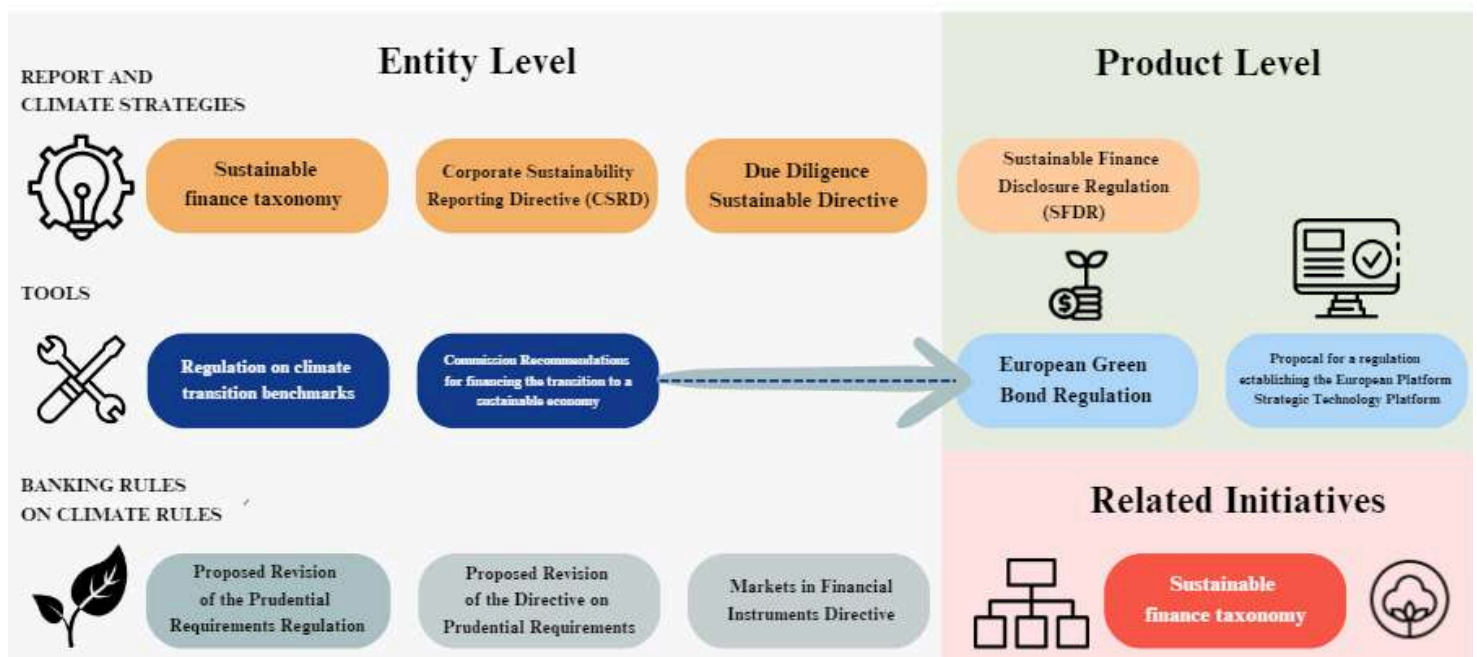 Entity Level
Product Level
REPORT AND
CLIMATE STRATEGIES
Sustainable
finance taxonomy
Corporate Sustainability
Reporting Directive (CSRD)
Due Diligence
Sustainable Directive
Sustainable Finance
Disclosure Regulation
(SFDR)
TOOLS
Regulation on climate
transition benchmarks
Commission Recommendations
for financing the transition to a
sustainable economy
European Green
Bond Regulation
Proposal for a regulation
establishing the European Platform
Strategic Technology Platform
BANKING RULES
ON CLIMATE RULES
Related Initiatives
Proposed Revision
of the Prudential
Requirements Regulation
Proposed Revision
of the Directive on
Prudential Requirements
Markets in Financial
Instruments Directive
Sustainable
finance taxonomy